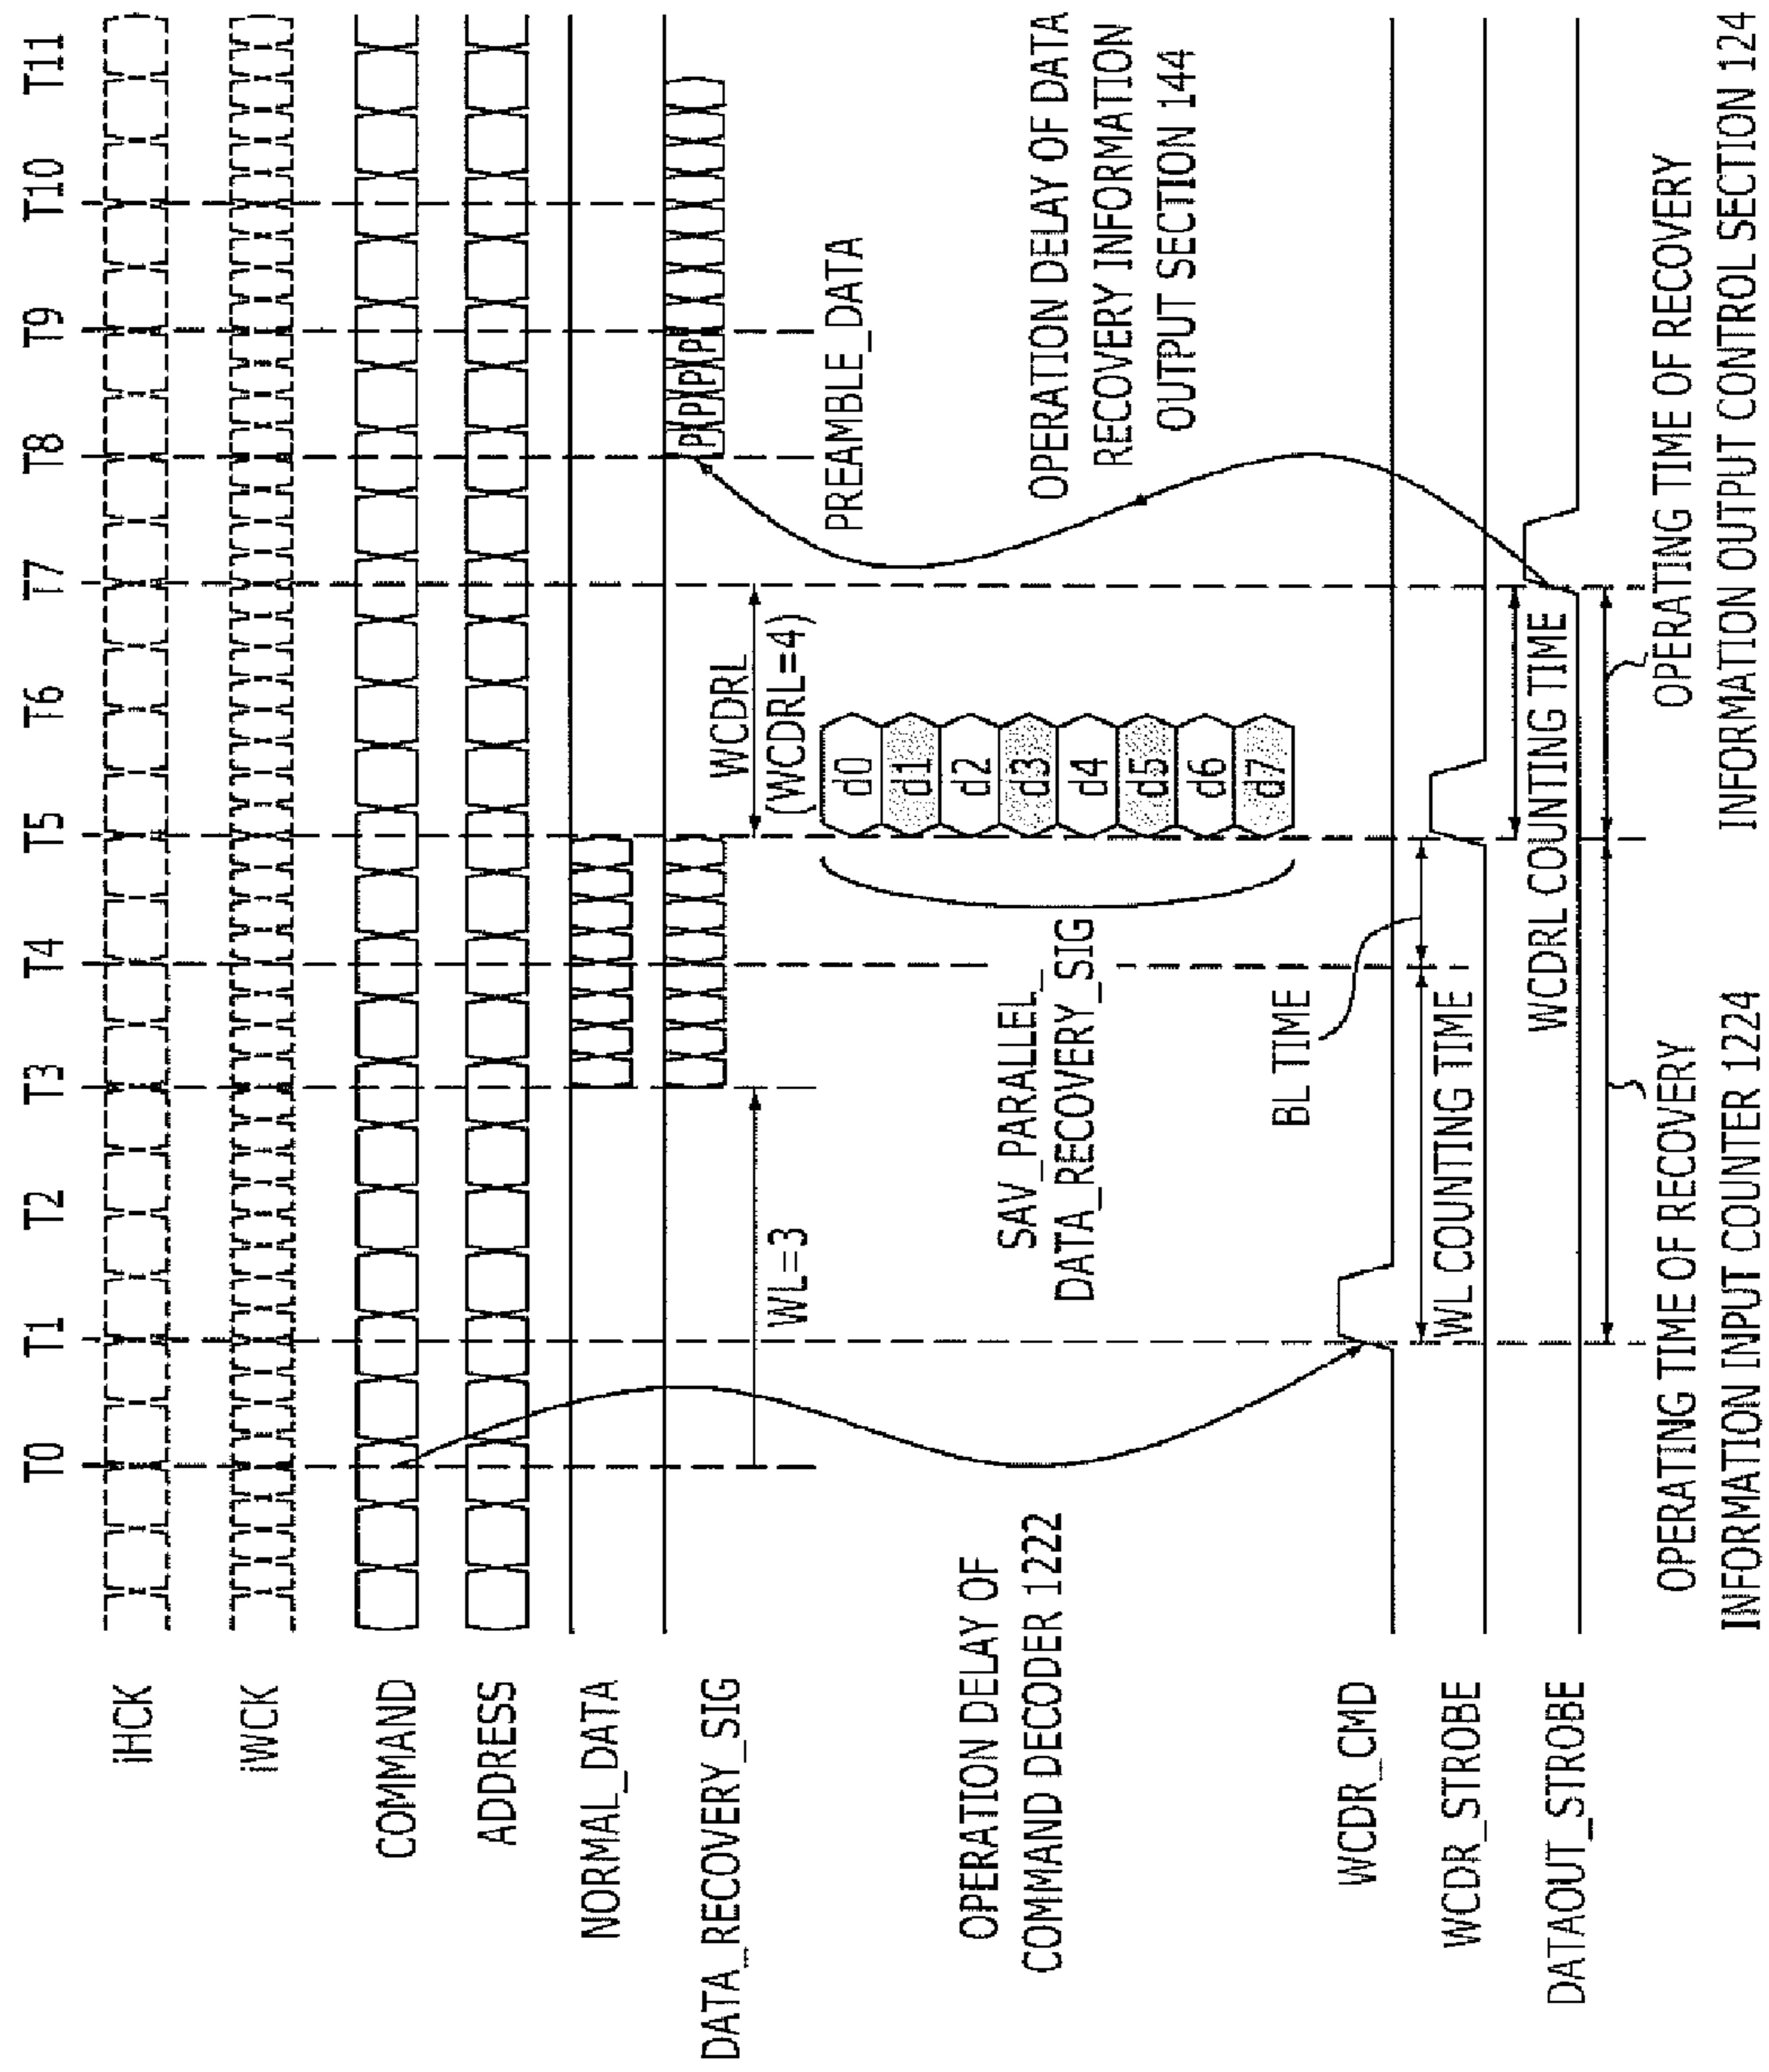 T0 T1 T2 T3 T4 T5 T6 T7 T8 T9 T10 T11
iHCK
iWCK
COMMAND
ADDRESS
NORMAL_DATA
DATA_RECOVERY_SIG
P P P P
WL=3
WCDRL
(WCDRL=4)
PREAMBLE_DATA
d0
d1
d2
d3
d4
d5
d6
d7
SAV_PARALLEL_
DATA_RECOVERY_SIG
OPERATION DELAY OF
COMMAND DECODER 1222
OPERATION DELAY OF DATA
RECOVERY INFORMATION
OUTPUT SECTION 144
BL TIME
WCDR_CMD
WL COUNTING TIME
WCDR_STROBE
WCDRL COUNTING TIME
DATAOUT_STROBE
OPERATING TIME OF RECOVERY
INFORMATION INPUT COUNTER 1224
OPERATING TIME OF RECOVERY
INFORMATION OUTPUT CONTROL SECTION 124